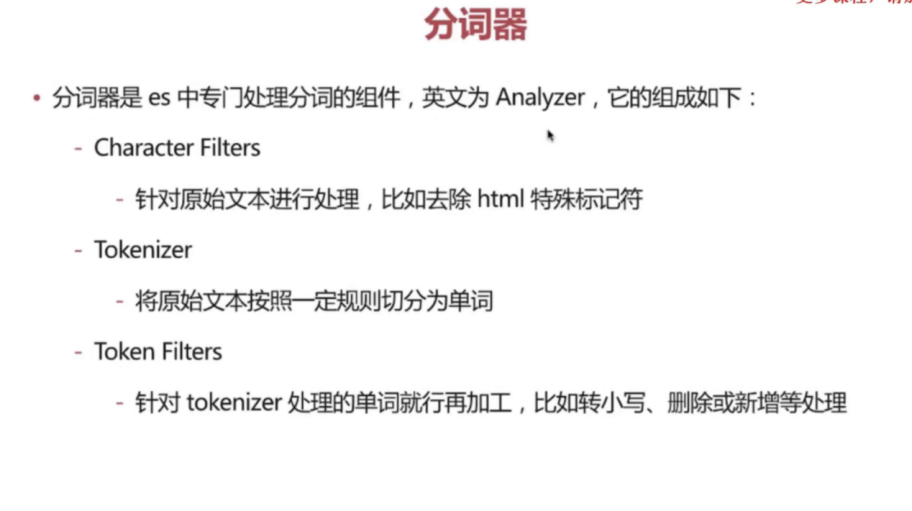 分词器
• 分词器是 es 中专门处理分词的组件，英文为 Analyzer，它的组成如下：
- Character Filters
- 针对原始文本进行处理，比如去除 html 特殊标记符
- Tokenizer
- 将原始文本按照一定规则切分为单词
- Token Filters
- 针对 tokenizer 处理的单词就行再加工，比如转小写、删除或新增等处理